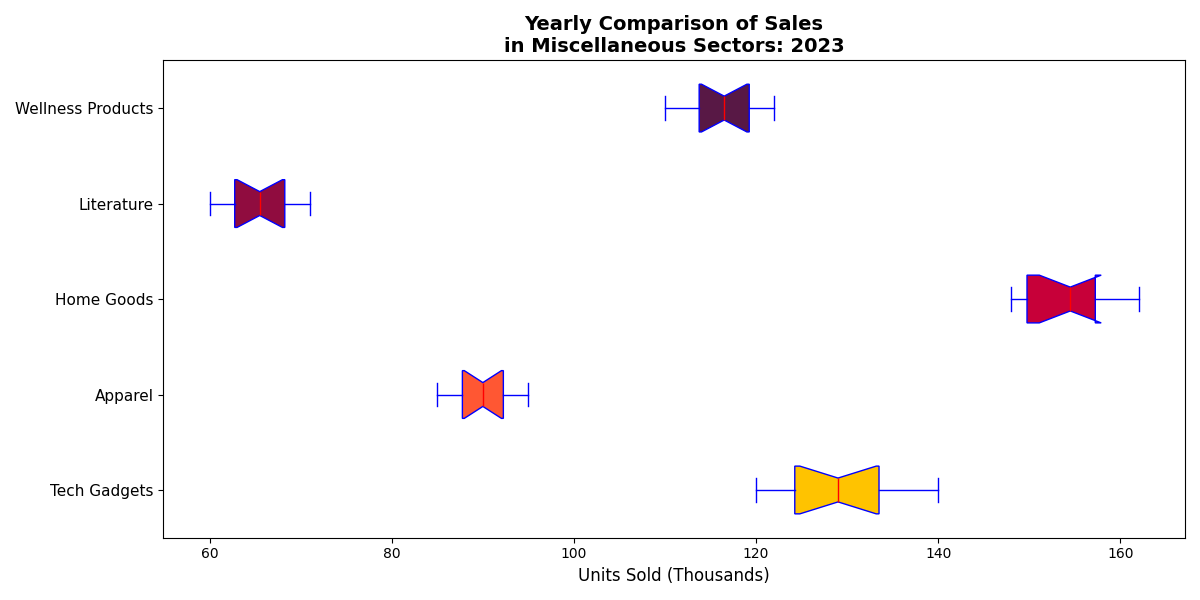 Yearly Comparison of Sales
in Miscellaneous Sectors: 2023
Wellness Products
Literature
Home Goods
Apparel
Tech Gadgets
60 80 100 120 140 160
Units Sold (Thousands)